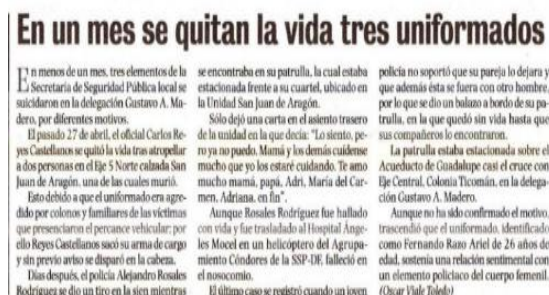 En un mes se quitan la vida tres uniformados
En menos de un mes, tres elementos de la
Secretaría de Seguridad Pública local se
suicidaron en la delegación Gustavo A. Ma-
dero, por diferentes motivos.
El pasado 27 de abril, el oficial Carlos Re-
yes Castellanos se quitó la vida tras atropellar
a dos personas en el Eje 5 Norte calzada San
Juan de Aragón, una de las cuales murió.
Esto debido a que el uniformado era agre-
dido por colonos y familiares de las víctimas
que presenciaron el percance vehicular; por
ello Reyes Castellanos sacó su arma de cargo
y sin previo aviso se disparó en la cabeza.
Días después, el policía Alejandro Rosales
Rodríguez se dio un tiro en la sien mientras
se encontraba en su patrulla, la cual estaba
estacionada frente a su cuartel, ubicado en
la Unidad San Juan de Aragón.
Sólo dejó una carta en el asiento trasero
de la unidad en la que decía: "Lo siento, pe-
ro ya no puedo. Mamá y los demás cuídense
mucho que yo los estaré cuidando. Te amo
mucho mamá, papá, Adri, María del Car-
men, Adriana, en fin".
Aunque Rosales Rodríguez fue hallado
con vida y fue trasladado al Hospital Ánge-
les Mocel en un helicóptero del Agrupa-
miento Cóndores de la SSP-DF, falleció en
el nosocomio.
El último caso se registró cuando un joven
policía no soportó que su pareja lo dejara y
que además ésta se fuera con otro hombre,
por lo que se dio un balazo a bordo de su pa-
trulla, en la que quedó sin vida hasta que
sus compañeros lo encontraron.
La patrulla estaba estacionada sobre el
Acueducto de Guadalupe casi el cruce con
Eje Central, Colonia Ticomán, en la delega-
ción Gustavo A. Madero.
Aunque no ha sido confirmado el motivo,
trascendió que el uniformado, identificado
como Fernando Razo Ariel de 26 años de
edad, sostenía una relación sentimental con
un elemento policiaco del cuerpo femenil.
(Oscar Viale Toledo)